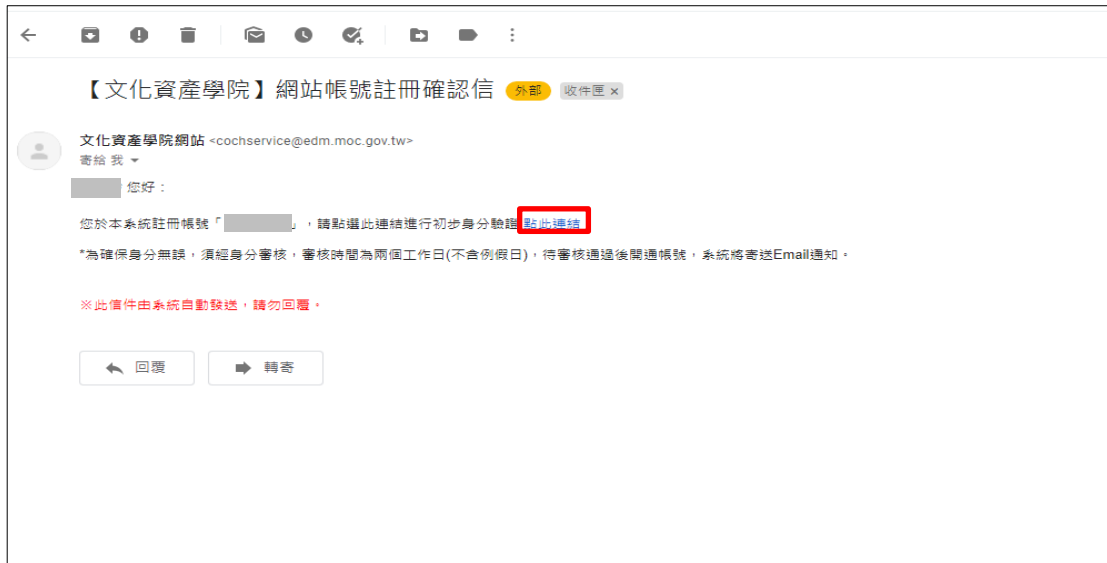 【文化資產學院】網站帳號註冊確認信 外部 收件匣 ×
文化資產學院網站 <cochservice@edm.moc.gov.tw>
寄給 我
您好：
您於本系統註冊帳號「 」，請點選此連結進行初步身分驗證 點此連結
*為確保身分無誤，須經身分審核，審核時間為兩個工作日(不含例假日)，待審核通過後開通帳號，系統將寄送Email通知。
※此信件由系統自動發送，請勿回覆。
回覆 轉寄